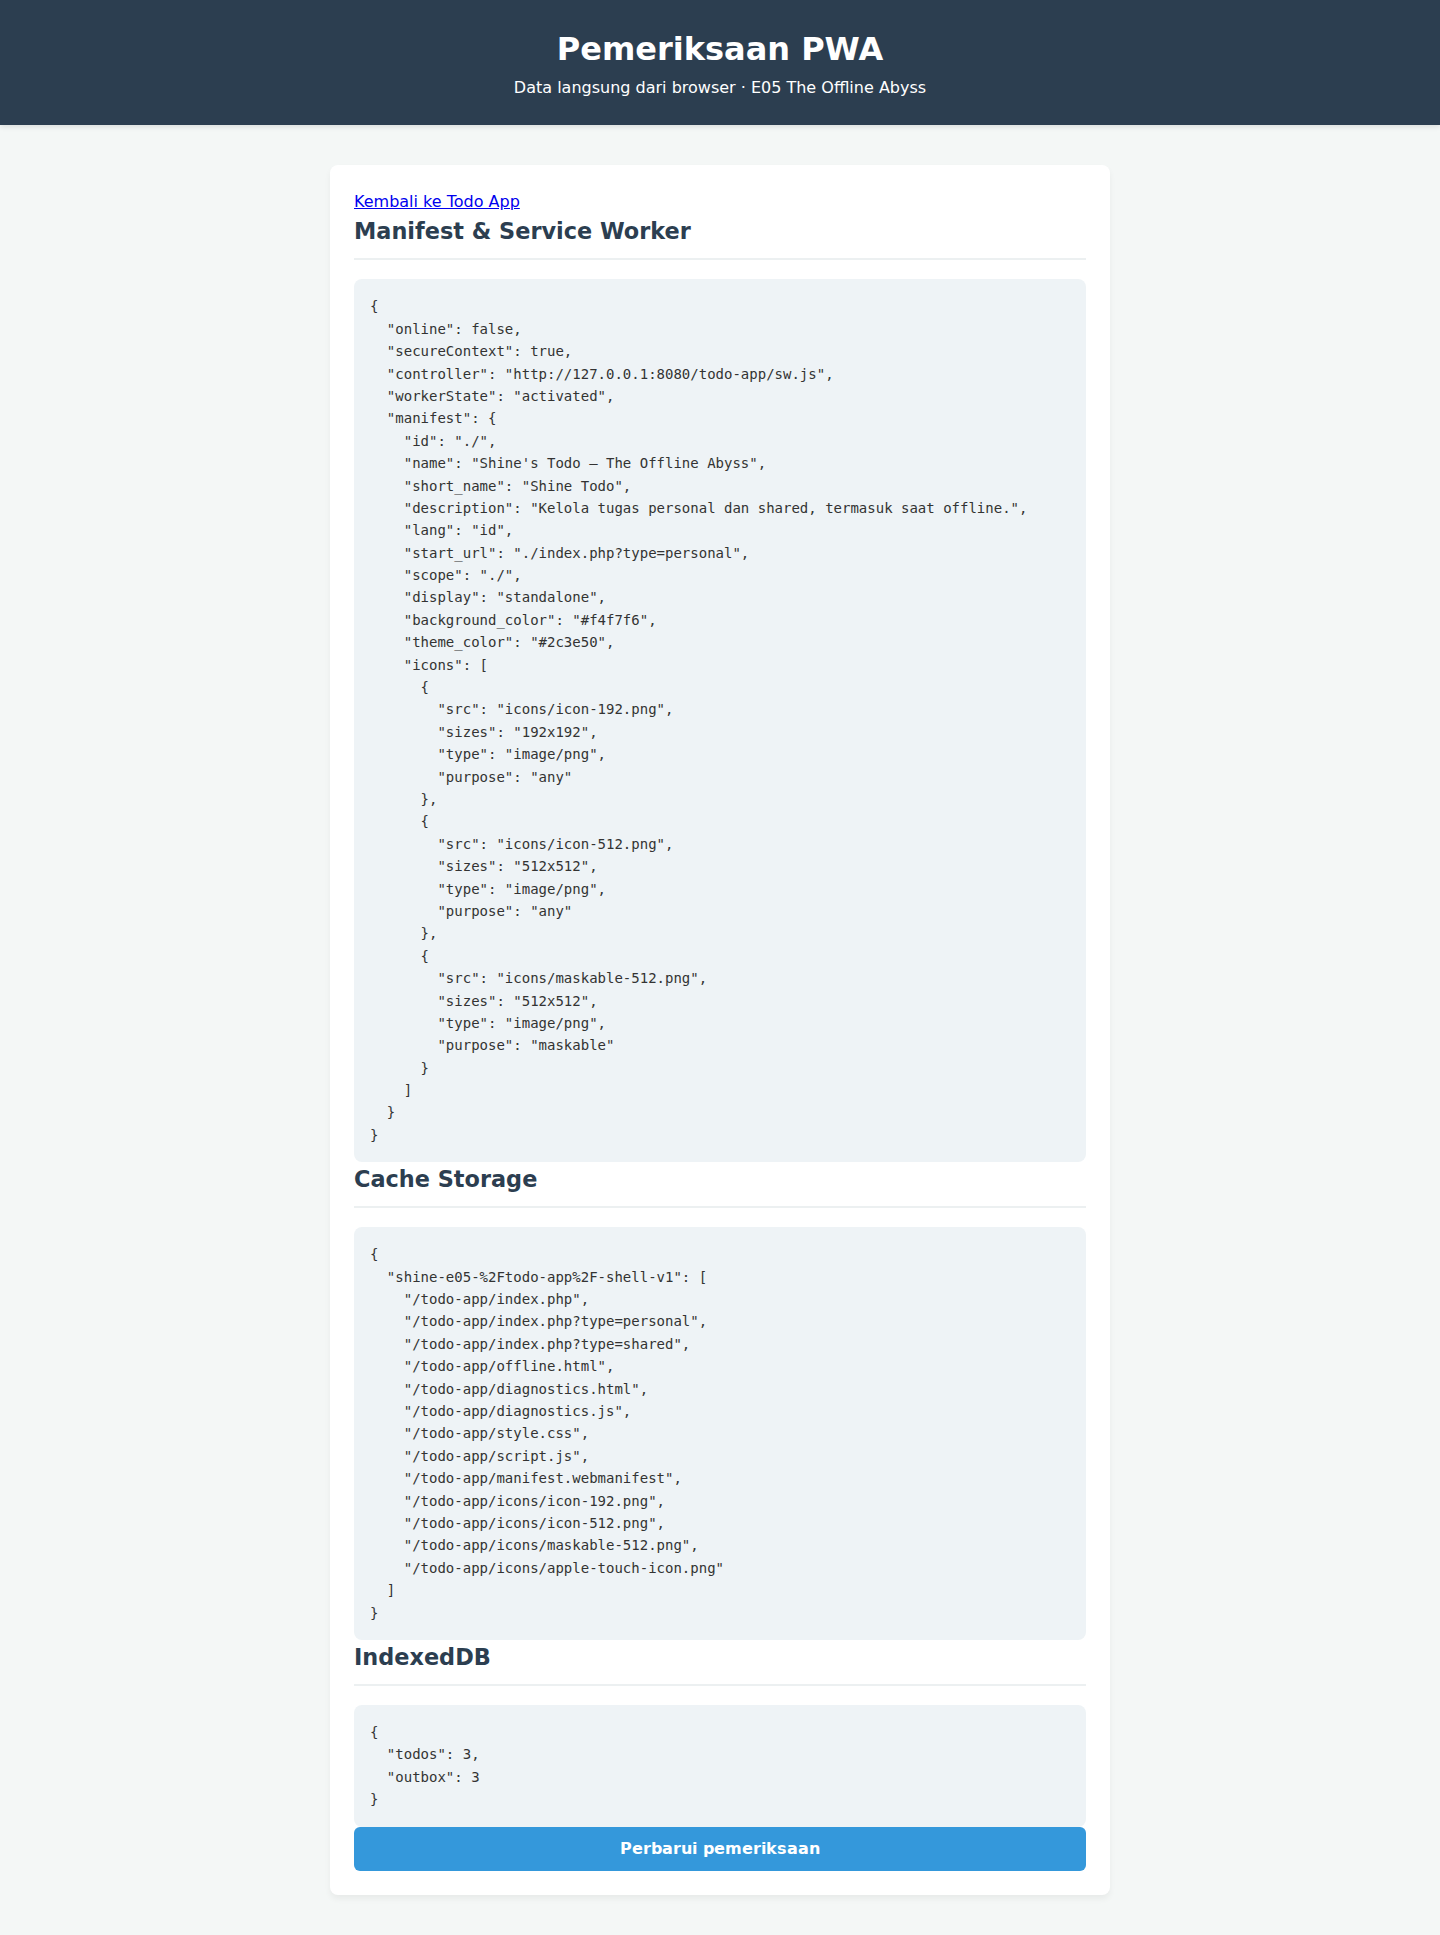 Pemeriksaan PWA
Data langsung dari browser · E05 The Offline Abyss
Kembali ke Todo App
Manifest & Service Worker
{
  "online": false,
  "secureContext": true,
  "controller": "http://127.0.0.1:8080/todo-app/sw.js",
  "workerState": "activated",
  "manifest": {
    "id": "./",
    "name": "Shine's Todo — The Offline Abyss",
    "short_name": "Shine Todo",
    "description": "Kelola tugas personal dan shared, termasuk saat offline.",
    "lang": "id",
    "start_url": "./index.php?type=personal",
    "scope": "./",
    "display": "standalone",
    "background_color": "#f4f7f6",
    "theme_color": "#2c3e50",
    "icons": [
      {
        "src": "icons/icon-192.png",
        "sizes": "192x192",
        "type": "image/png",
        "purpose": "any"
      },
      {
        "src": "icons/icon-512.png",
        "sizes": "512x512",
        "type": "image/png",
        "purpose": "any"
      },
      {
        "src": "icons/maskable-512.png",
        "sizes": "512x512",
        "type": "image/png",
        "purpose": "maskable"
      }
    ]
  }
}
Cache Storage
{
  "shine-e05-%2Ftodo-app%2F-shell-v1": [
    "/todo-app/index.php",
    "/todo-app/index.php?type=personal",
    "/todo-app/index.php?type=shared",
    "/todo-app/offline.html",
    "/todo-app/diagnostics.html",
    "/todo-app/diagnostics.js",
    "/todo-app/style.css",
    "/todo-app/script.js",
    "/todo-app/manifest.webmanifest",
    "/todo-app/icons/icon-192.png",
    "/todo-app/icons/icon-512.png",
    "/todo-app/icons/maskable-512.png",
    "/todo-app/icons/apple-touch-icon.png"
  ]
}
IndexedDB
{
  "todos": 3,
  "outbox": 3
}
Perbarui pemeriksaan